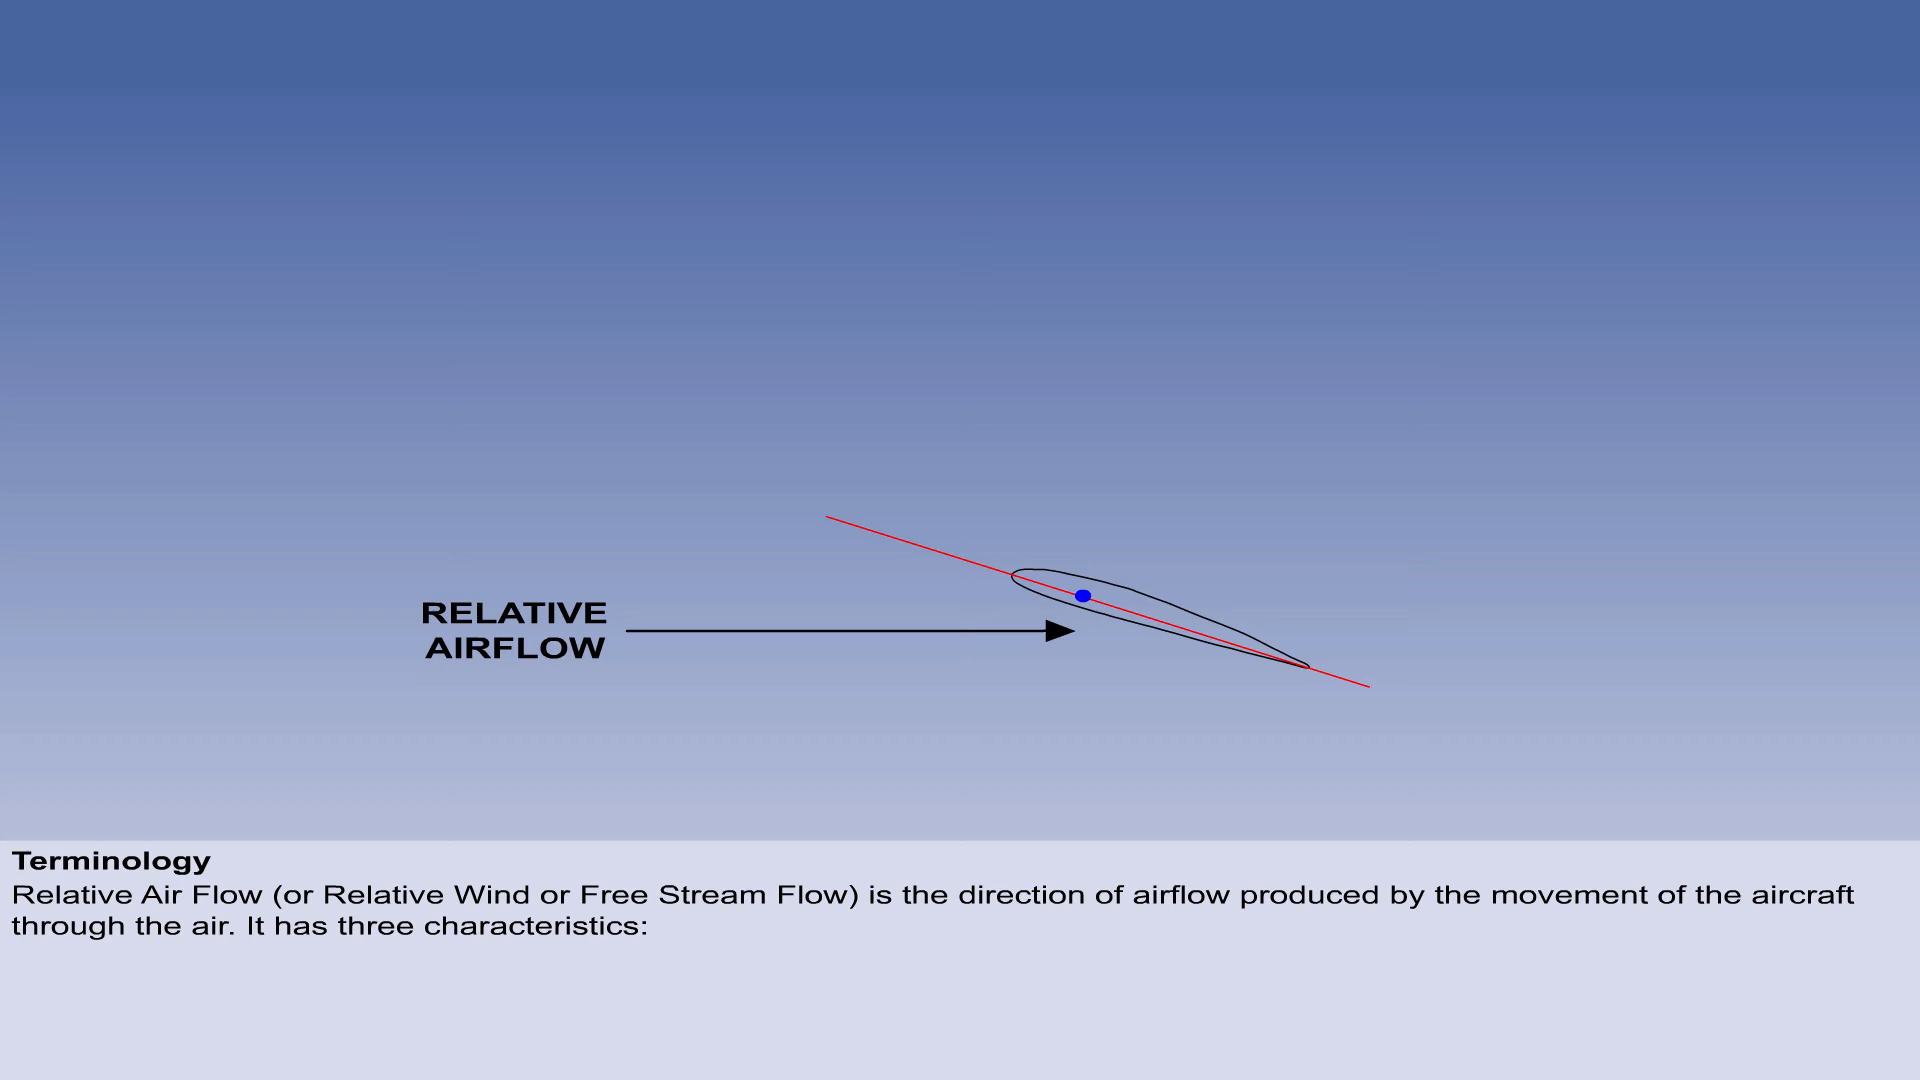 RELATIVE
AIRFLOW
Terminology
Relative Air Flow (or Relative Wind or Free Stream Flow) is the direction of airflow produced by the movement of the aircraft
through the air. It has three characteristics: